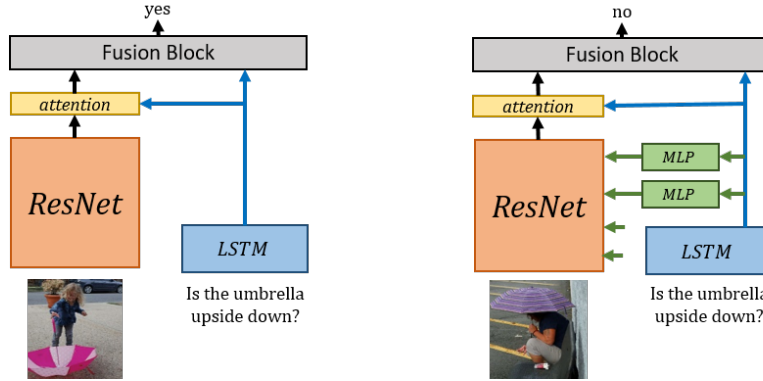 yes
Fusion Block
attention
ResNet
LSTM
Is the umbrella
upside down?
no
Fusion Block
attention
MLP
MLP
ResNet
LSTM
Is the umbrella
upside down?